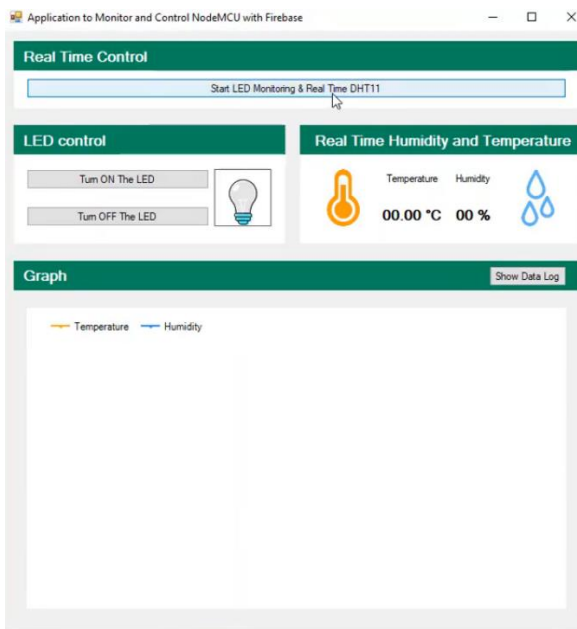 Application to Monitor and Control NodeMCU with Firebase
Real Time Control
Start LED Monitoring & Real Time DHT11
LED control
Turn ON The LED
Turn OFF The LED
Real Time Humidity and Temperature
Temperature Humidity
00.00 °C 00 %
Graph
Show Data Log
Temperature Humidity